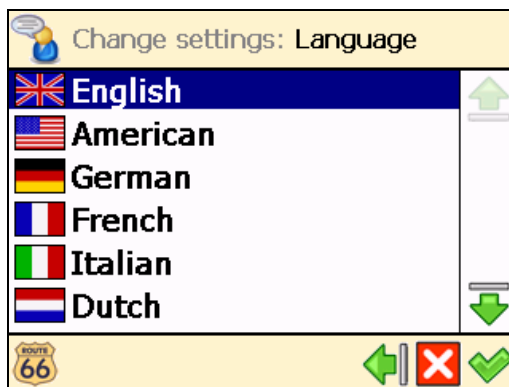 Change settings: Language
English
American
German
French
Italian
Dutch
ROUTE
66